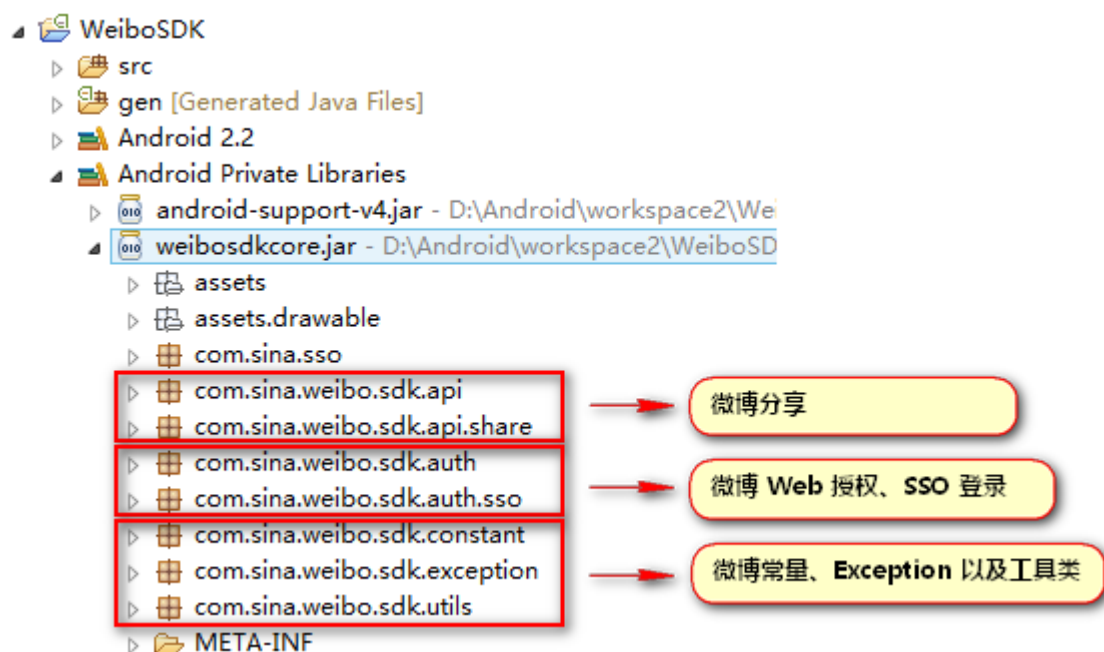 WeiboSDK
src
gen [Generated Java Files]
Android 2.2
Android Private Libraries
android-support-v4.jar - D:\Android\workspace2\We
weibosdkcore.jar - D:\Android\workspace2\WeiboSD
assets
assets.drawable
com.sina.sso
com.sina.weibo.sdk.api
微博分享
com.sina.weibo.sdk.api.share
com.sina.weibo.sdk.auth
微博 Web 授权、SSO 登录
com.sina.weibo.sdk.auth.sso
com.sina.weibo.sdk.constant
com.sina.weibo.sdk.exception
微博常量、Exception 以及工具类
com.sina.weibo.sdk.utils
META-INF